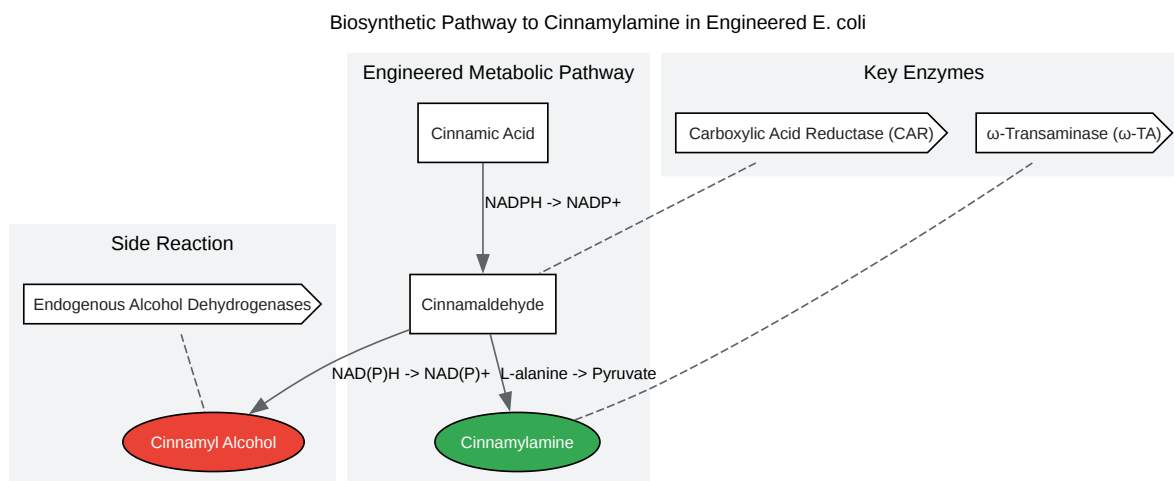 Biosynthetic Pathway to Cinnamylamine in Engineered E. coli
Engineered Metabolic Pathway
Key Enzymes
Cinnamic Acid
Carboxylic Acid Reductase (CAR)
ω-Transaminase (ω-TA)
NADPH -> NADP+
Side Reaction
Endogenous Alcohol Dehydrogenases
Cinnamaldehyde
NAD(P)H -> NAD(P)+
L-alanine -> Pyruvate
Cinnamyl Alcohol
Cinnamylamine